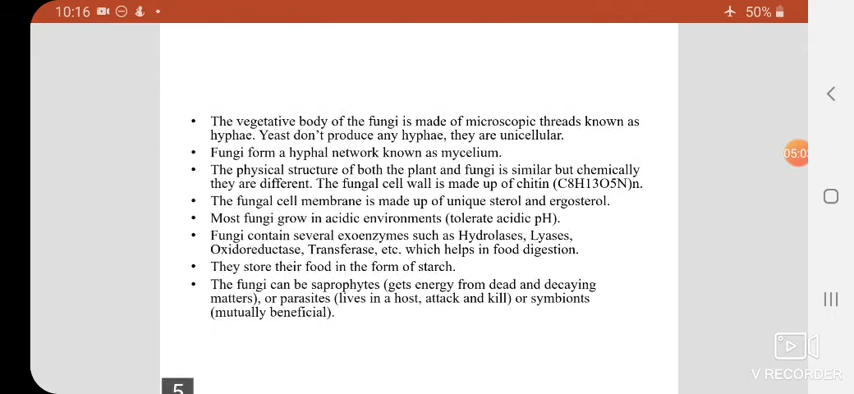 10:16
50%
• The vegetative body of the fungi is made of microscopic threads known as
hyphae. Yeast don't produce any hyphae, they are unicellular.
• Fungi form a hyphal network known as mycelium.
• The physical structure of both the plant and fungi is similar but chemically
they are different. The fungal cell wall is made up of chitin (C8H13O5N)n.
• The fungal cell membrane is made up of unique sterol and ergosterol.
• Most fungi grow in acidic environments (tolerate acidic pH).
• Fungi contain several exoenzymes such as Hydrolases, Lyases,
Oxidoreductase, Transferase, etc. which helps in food digestion.
• They store their food in the form of starch.
• The fungi can be saprophytes (gets energy from dead and decaying
matters), or parasites (lives in a host, attack and kill) or symbionts
(mutually beneficial).
5
V RECORDER